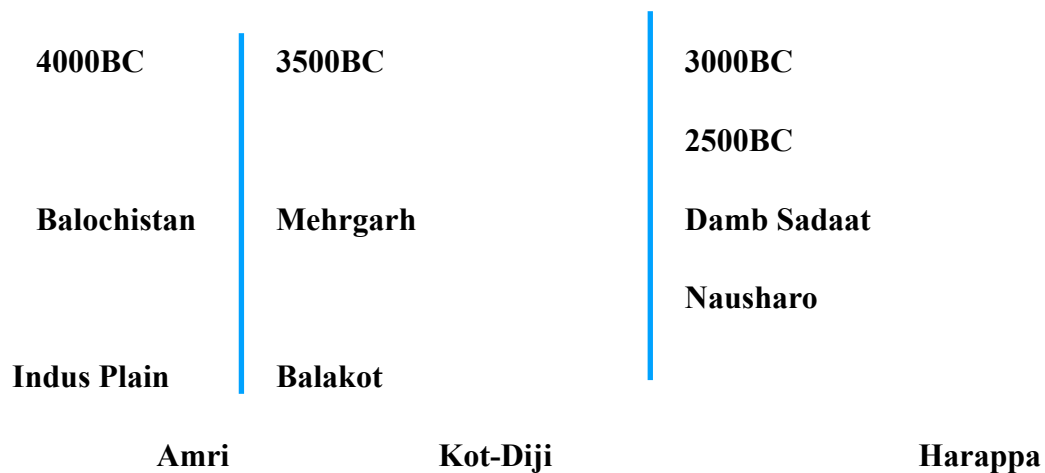 4000BC 3500BC 3000BC
2500BC
Balochistan Mehrgarh Damb Sadaat
Nausharo
Indus Plain Balakot
Amri Kot-Diji Harappa